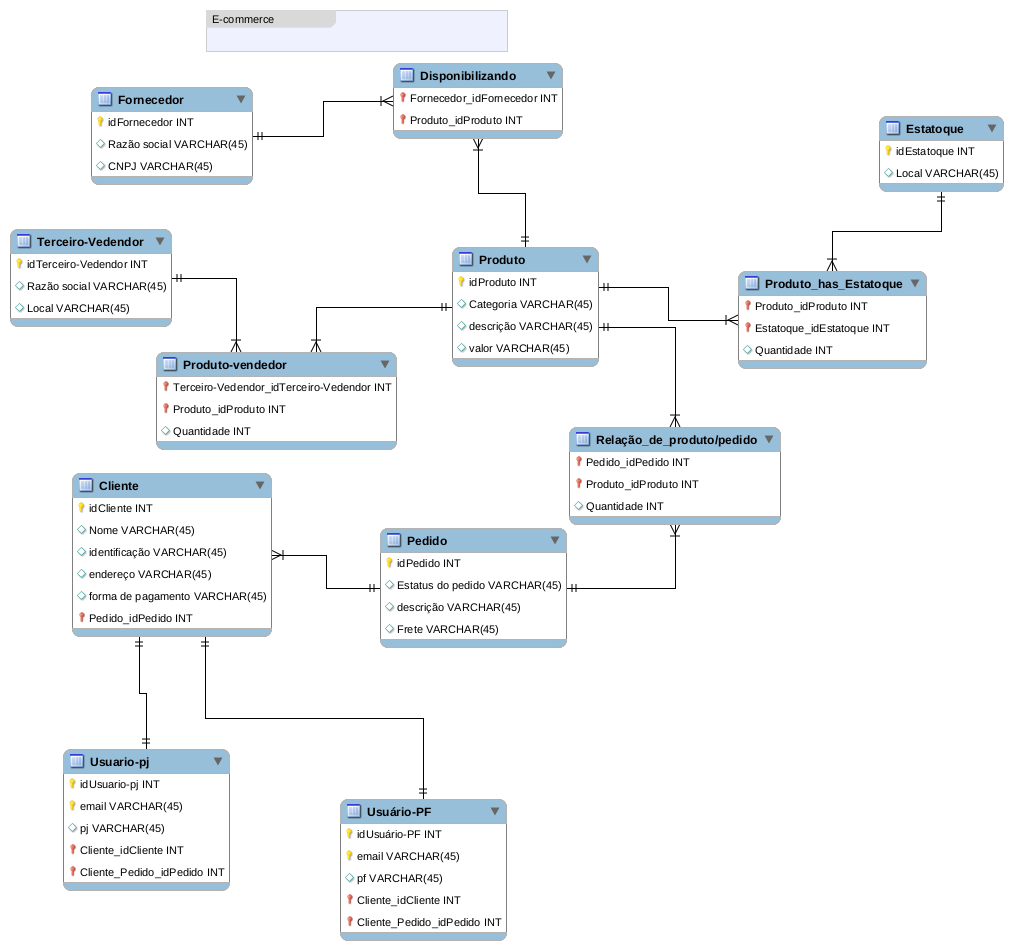 E-commerce
Disponibilizando
Fornecedor_idFornecedor INT
Produto_idProduto INT
Fornecedor
idFornecedor INT
Razão social VARCHAR(45)
CNPJ VARCHAR(45)
Estatoque
idEstatoque INT
Local VARCHAR(45)
Terceiro-Vedendor
idTerceiro-Vedendor INT
Razão social VARCHAR(45)
Local VARCHAR(45)
Produto
idProduto INT
Categoria VARCHAR(45)
descrição VARCHAR(45)
valor VARCHAR(45)
Produto_has_Estatoque
Produto_idProduto INT
Estatoque_idEstatoque INT
Quantidade INT
Produto-vendedor
Terceiro-Vedendor_idTerceiro-Vedendor INT
Produto_idProduto INT
Quantidade INT
Relação_de_produto/pedido
Pedido_idPedido INT
Produto_idProduto INT
Quantidade INT
Cliente
idCliente INT
Nome VARCHAR(45)
identificação VARCHAR(45)
endereço VARCHAR(45)
forma de pagamento VARCHAR(45)
Pedido_idPedido INT
Pedido
idPedido INT
Estatus do pedido VARCHAR(45)
descrição VARCHAR(45)
Frete VARCHAR(45)
Usuario-pj
idUsuario-pj INT
email VARCHAR(45)
pj VARCHAR(45)
Cliente_idCliente INT
Cliente_Pedido_idPedido INT
Usuário-PF
idUsuário-PF INT
email VARCHAR(45)
pf VARCHAR(45)
Cliente_idCliente INT
Cliente_Pedido_idPedido INT